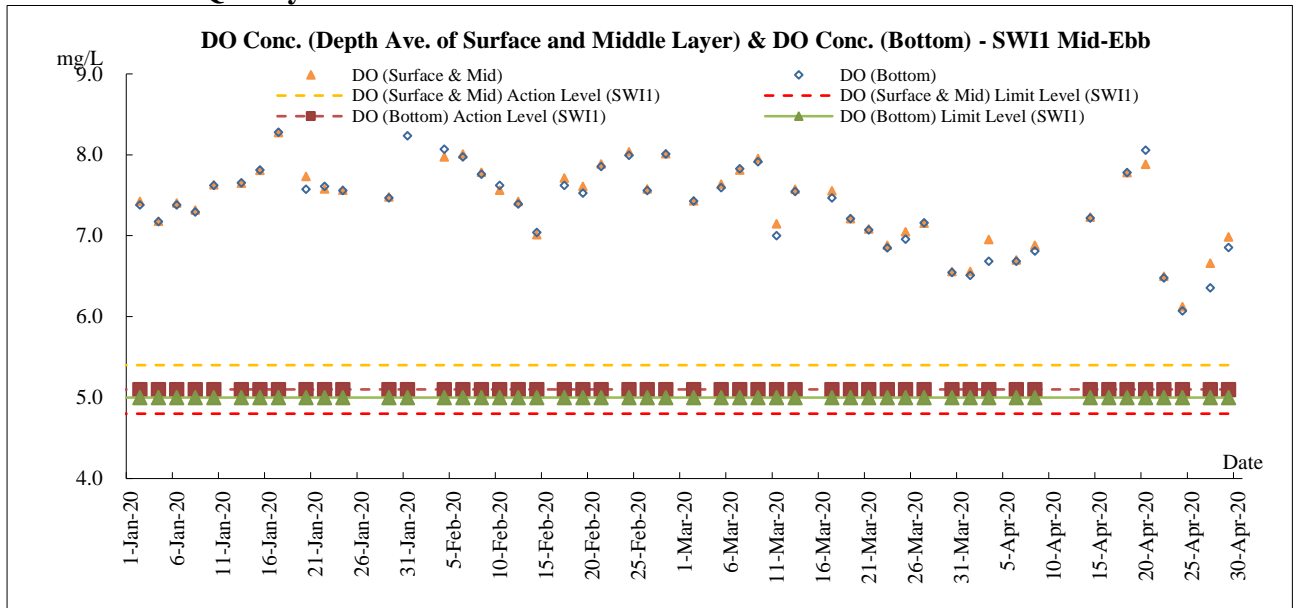 DO Conc. (Depth Ave. of Surface and Middle Layer) & DO Conc. (Bottom) - SWI1 Mid-Ebb
mg/L
DO (Surface & Mid) DO (Bottom)
DO (Surface & Mid) Action Level (SWI1) DO (Surface & Mid) Limit Level (SWI1)
DO (Bottom) Action Level (SWI1) DO (Bottom) Limit Level (SWI1)
9.0
8.0
7.0
6.0
5.0
4.0
Date
1-Jan-20
6-Jan-20
11-Jan-20
16-Jan-20
21-Jan-20
26-Jan-20
31-Jan-20
5-Feb-20
10-Feb-20
15-Feb-20
20-Feb-20
25-Feb-20
1-Mar-20
6-Mar-20
11-Mar-20
16-Mar-20
21-Mar-20
26-Mar-20
31-Mar-20
5-Apr-20
10-Apr-20
15-Apr-20
20-Apr-20
25-Apr-20
30-Apr-20